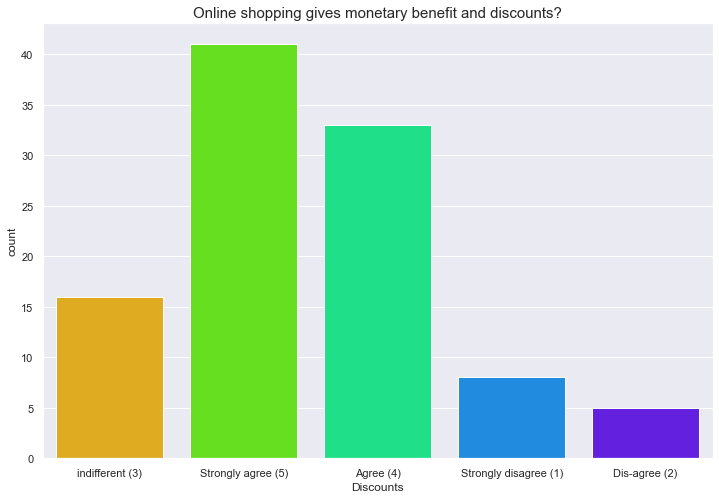 Online shopping gives monetary benefit and discounts?
count
40
35
30
25
20
15
10
5
0
indifferent (3) Strongly agree (5) Agree (4) Strongly disagree (1) Dis-agree (2)
Discounts